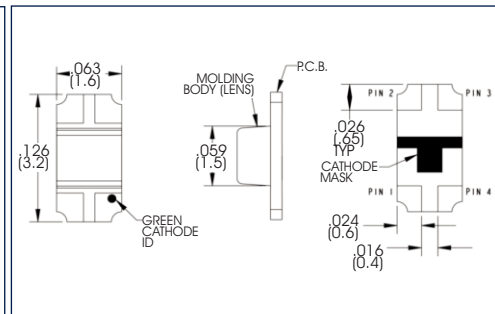 .063
(1.6)
.126
(3.2)
GREEN
CATHODE
ID
MOLDING
BODY (LENS)
P.C.B.
.059
(1.5)
PIN 2
PIN 3
.026
(.65)
TYP
CATHODE
MASK
PIN 1
PIN 4
.024
(0.6)
.016
(0.4)